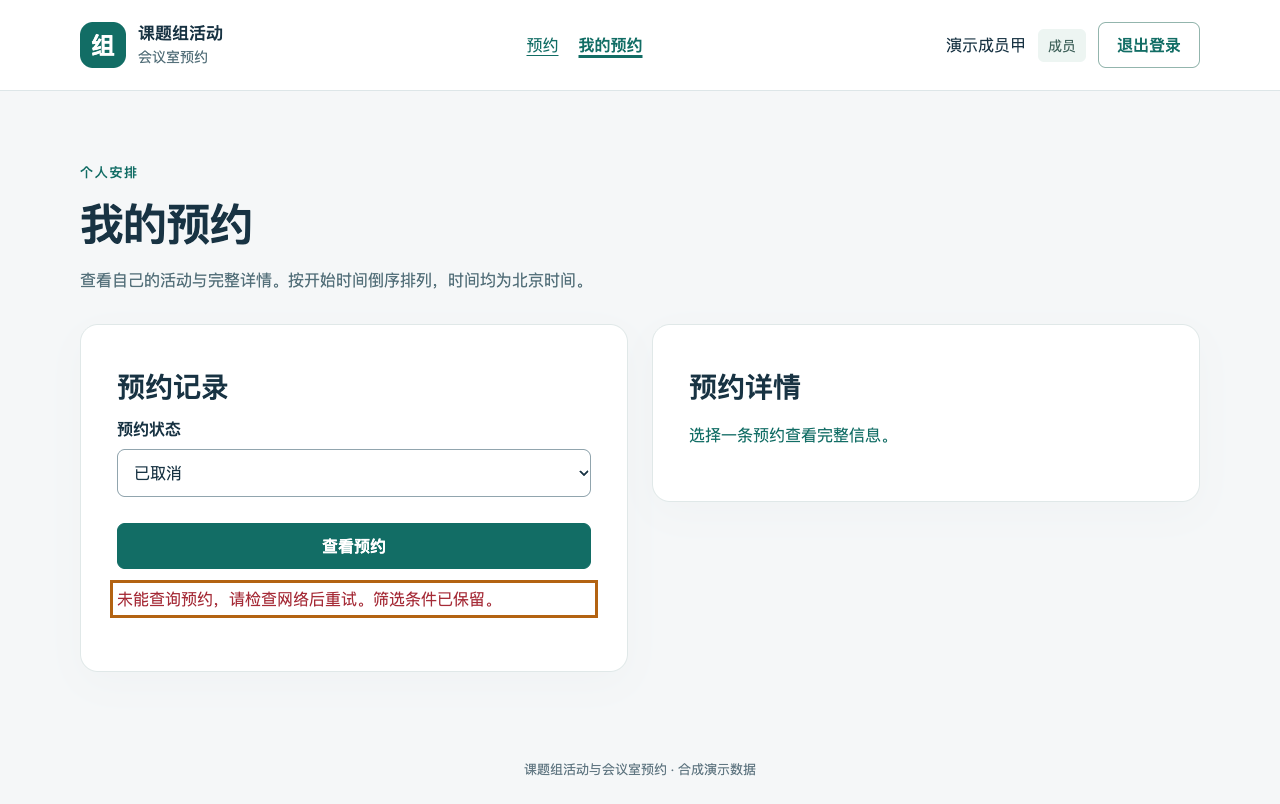 组
课题组活动
会议室预约
预约
我的预约
演示成员甲
成员
退出登录
个人安排
我的预约
查看自己的活动与完整详情。按开始时间倒序排列，时间均为北京时间。
预约记录
预约状态
已取消
查看预约
未能查询预约，请检查网络后重试。筛选条件已保留。
预约详情
选择一条预约查看完整信息。
课题组活动与会议室预约 · 合成演示数据